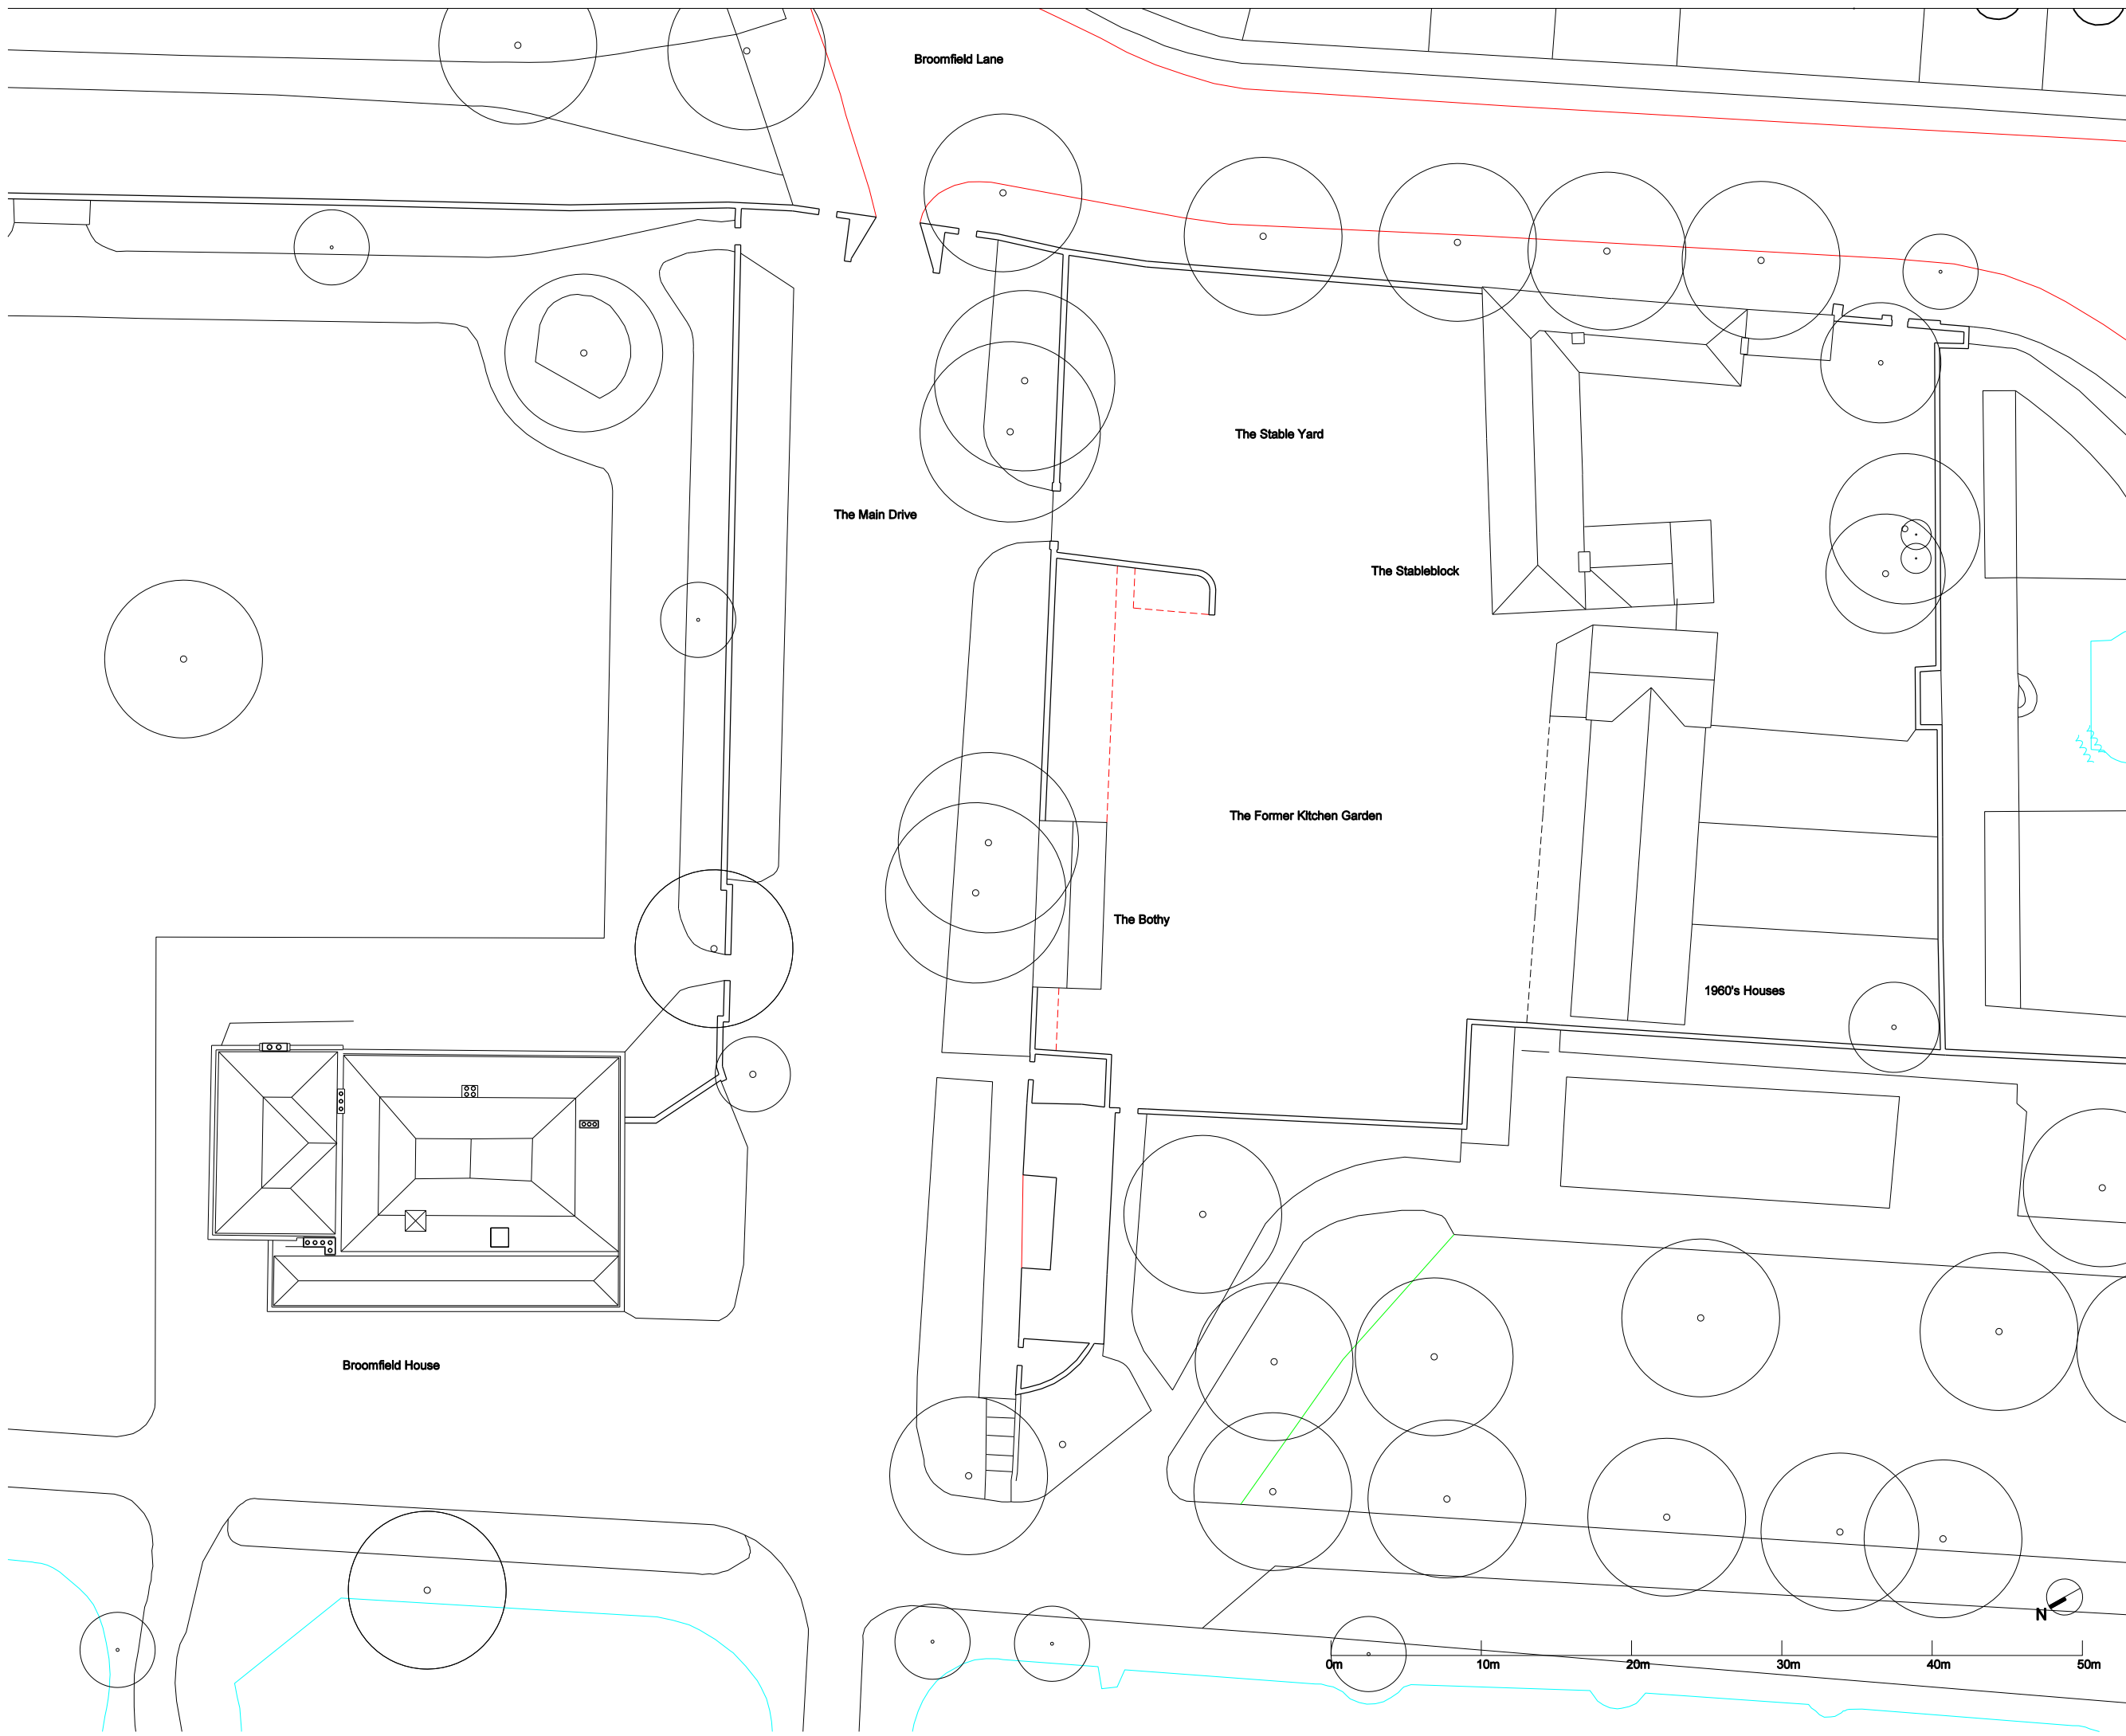 Broomfield Lane
The Stable Yard
The Main Drive
The Stableblock
The Former Kitchen Garden
The Bothy
1960's Houses
Broomfield House
N
0m 10m 20m 30m 40m 50m